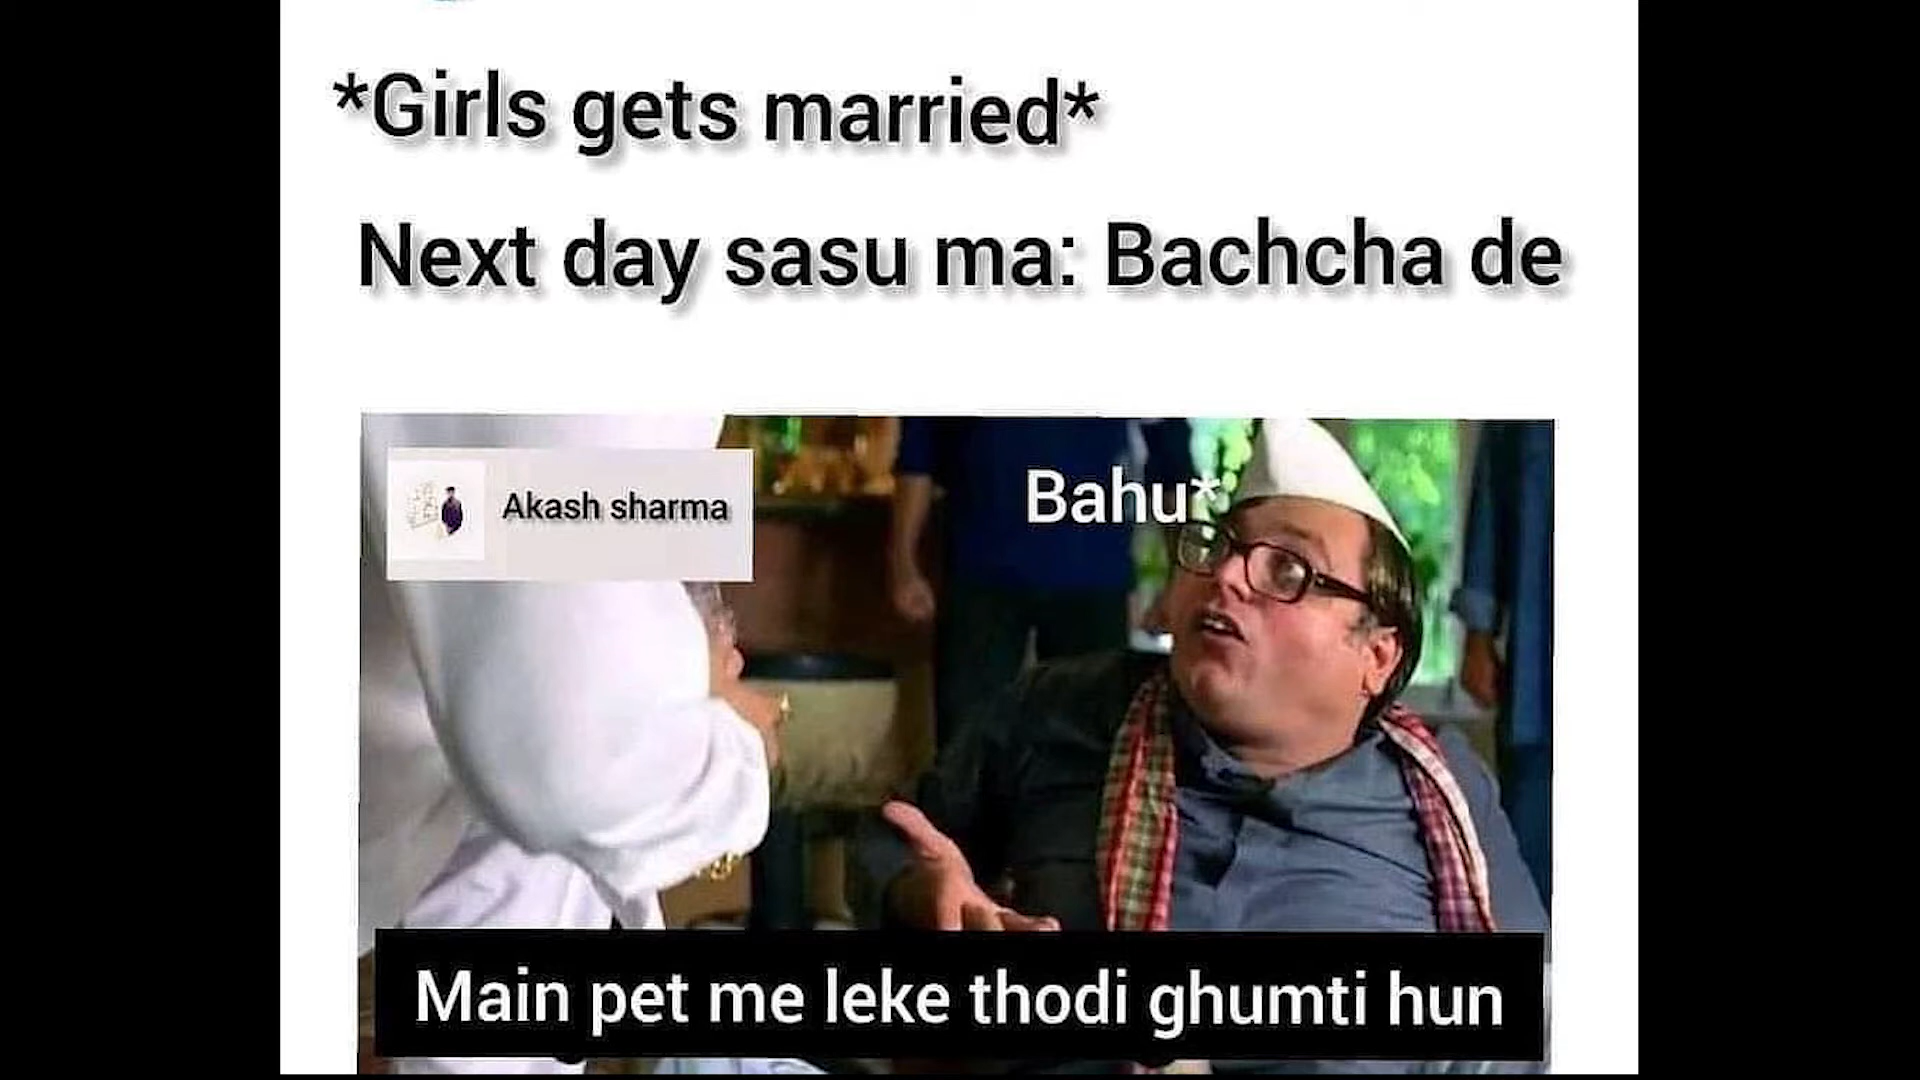 *Girls gets married*
Next day sasu ma: Bachcha de
Akash sharma
Bahu*
Main pet me leke thodi ghumti hun